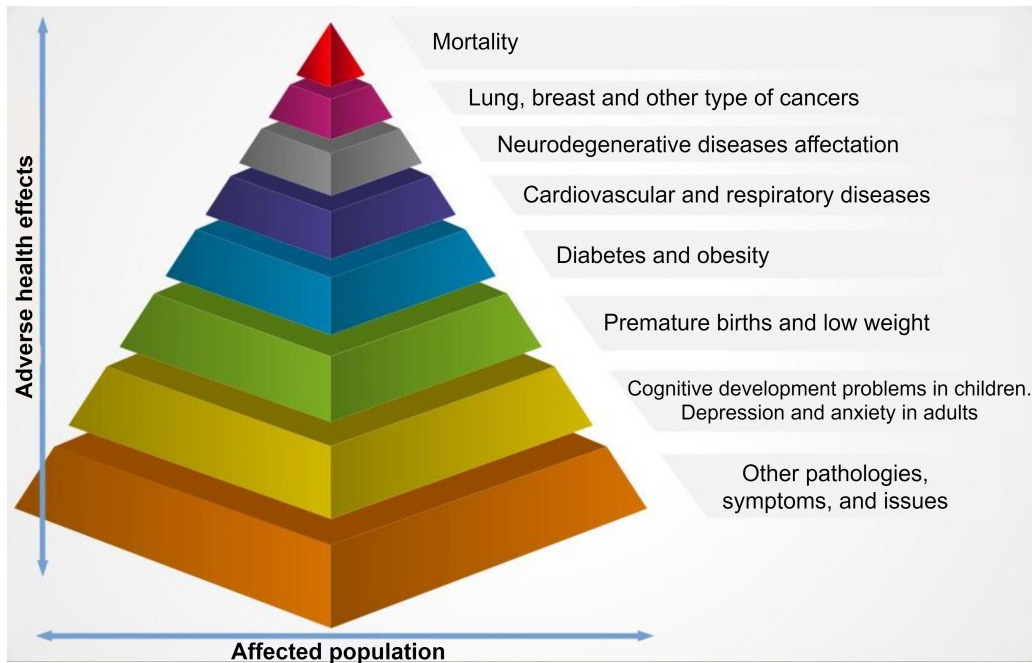 Mortality
Lung, breast and other type of cancers
Neurodegenerative diseases affectation
Cardiovascular and respiratory diseases
Diabetes and obesity
Premature births and low weight
Cognitive development problems in children.
Depression and anxiety in adults
Other pathologies,
symptoms, and issues
Adverse health effects
Affected population